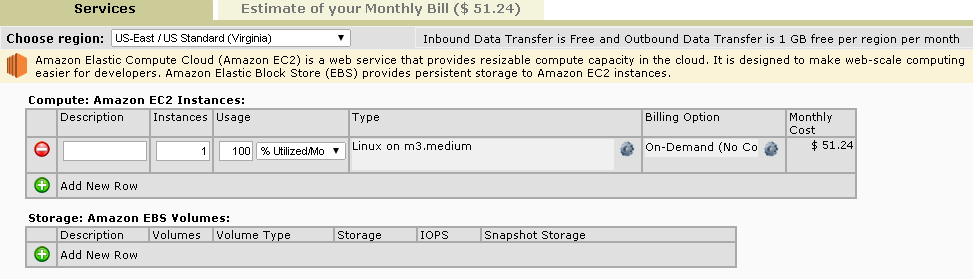 Services
Estimate of your Monthly Bill ($ 51.24)
Choose region: US-East / US Standard (Virginia)
Inbound Data Transfer is Free and Outbound Data Transfer is 1 GB free per region per month
Amazon Elastic Compute Cloud (Amazon EC2) is a web service that provides resizable compute capacity in the cloud. It is designed to make web-scale computing
easier for developers. Amazon Elastic Block Store (EBS) provides persistent storage to Amazon EC2 instances.
Compute: Amazon EC2 Instances:
Description Instances Usage Type Billing Option Monthly
Cost
1 100 % Utilized/Mo Linux on m3.medium On-Demand (No Co $ 51.24
Add New Row
Storage: Amazon EBS Volumes:
Description Volumes Volume Type Storage IOPS Snapshot Storage
Add New Row